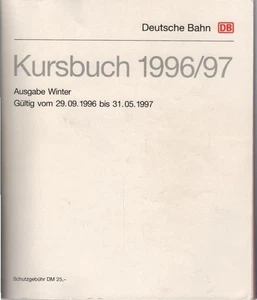 Deutsche Bahn DB
Kursbuch 1996/97
Ausgabe Winter
Gültig vom 29.09.1996 bis 31.05.1997
Schutzgebühr DM 25,–